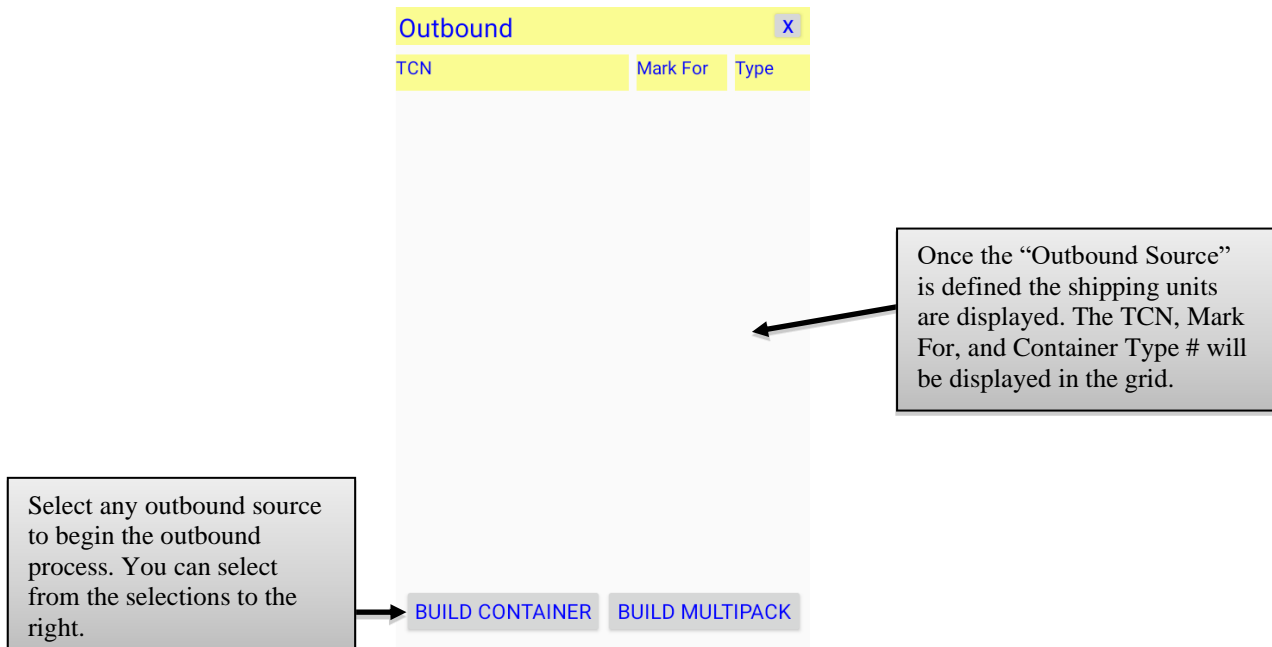 Outbound X
TCN Mark For Type
Once the “Outbound Source”
is defined the shipping units
are displayed. The TCN, Mark
For, and Container Type # will
be displayed in the grid.
Select any outbound source
to begin the outbound
process. You can select
from the selections to the
right.
BUILD CONTAINER BUILD MULTIPACK